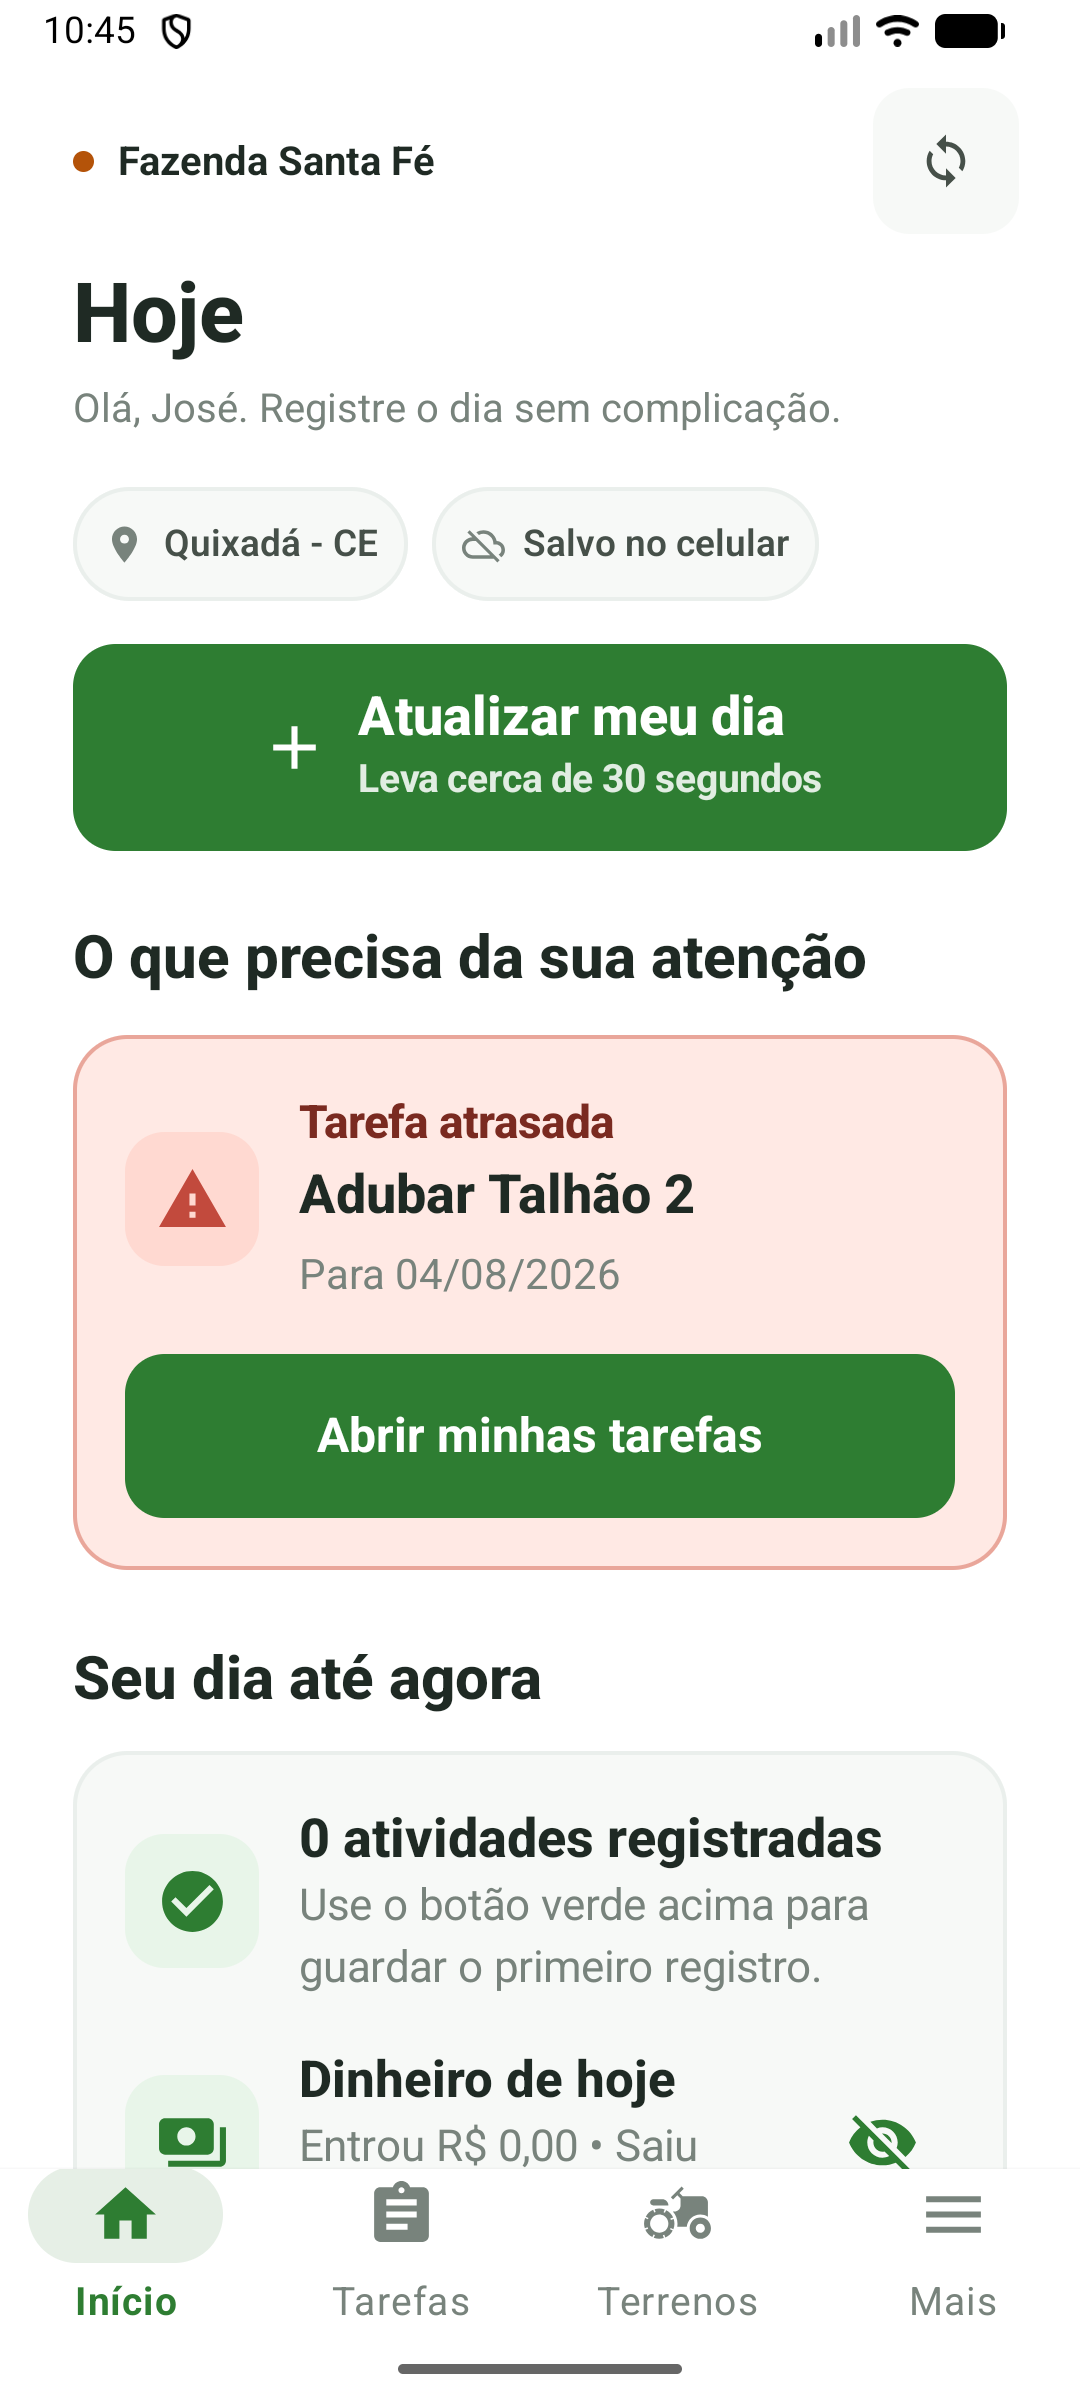 10:45
Fazenda Santa Fé
Hoje
Olá, José. Registre o dia sem complicação.
Quixadá - CE
Salvo no celular
Atualizar meu dia
Leva cerca de 30 segundos
O que precisa da sua atenção
Tarefa atrasada
Adubar Talhão 2
Para 04/08/2026
Abrir minhas tarefas
Seu dia até agora
0 atividades registradas
Use o botão verde acima para
guardar o primeiro registro.
Dinheiro de hoje
Entrou R$ 0,00 • Saiu
Início
Tarefas
Terrenos
Mais